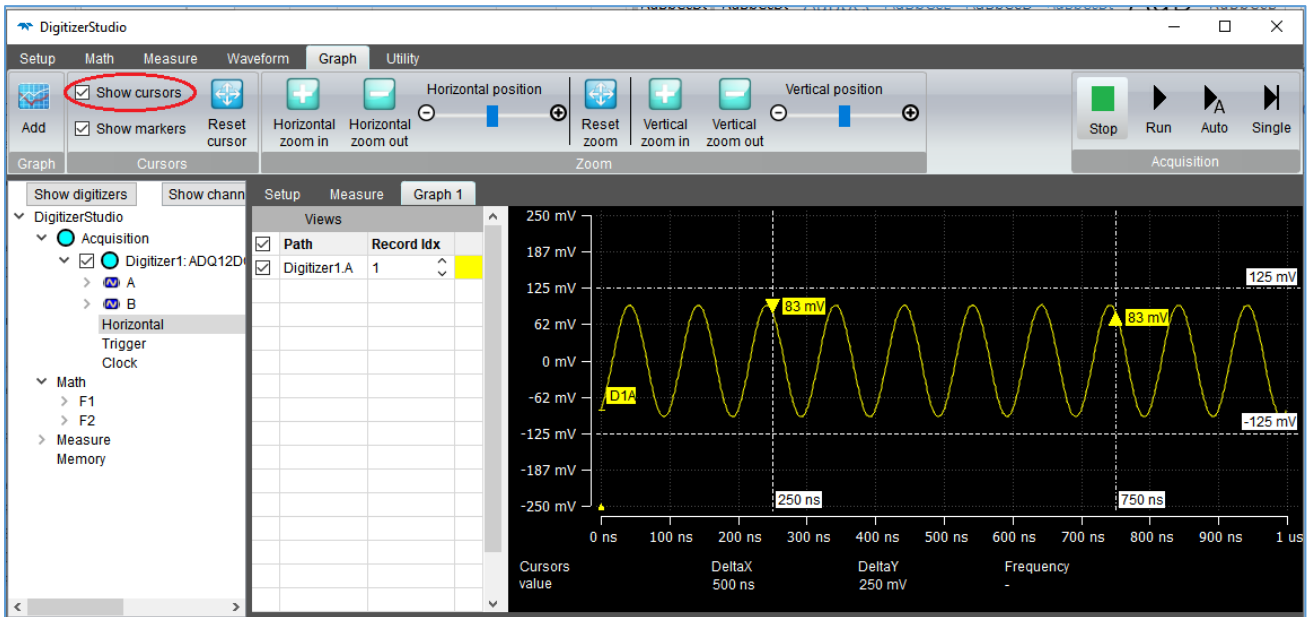 DigitizerStudio
Setup Math Measure Waveform Graph Utility
Show cursors
Horizontal position
Vertical position
Add
Show markers
Reset cursor
Horizontal zoom in
Horizontal zoom out
Reset zoom
Vertical zoom in
Vertical zoom out
Stop Run Auto Single
A
Graph Cursors Zoom Acquisition
Show digitizers Show chann
Setup Measure Graph 1
DigitizerStudio
Acquisition
Digitizer1: ADQ12D
A
B
Horizontal
Trigger
Clock
Math
F1
F2
Measure
Memory
Views
Path Record Idx
Digitizer1.A 1
250 mV
187 mV
125 mV
125 mV
83 mV
83 mV
62 mV
0 mV
-62 mV
D1A
-125 mV
-125 mV
-187 mV
250 ns
750 ns
-250 mV
0 ns 100 ns 200 ns 300 ns 400 ns 500 ns 600 ns 700 ns 800 ns 900 ns 1 us
Cursors DeltaX DeltaY Frequency
value 500 ns 250 mV -